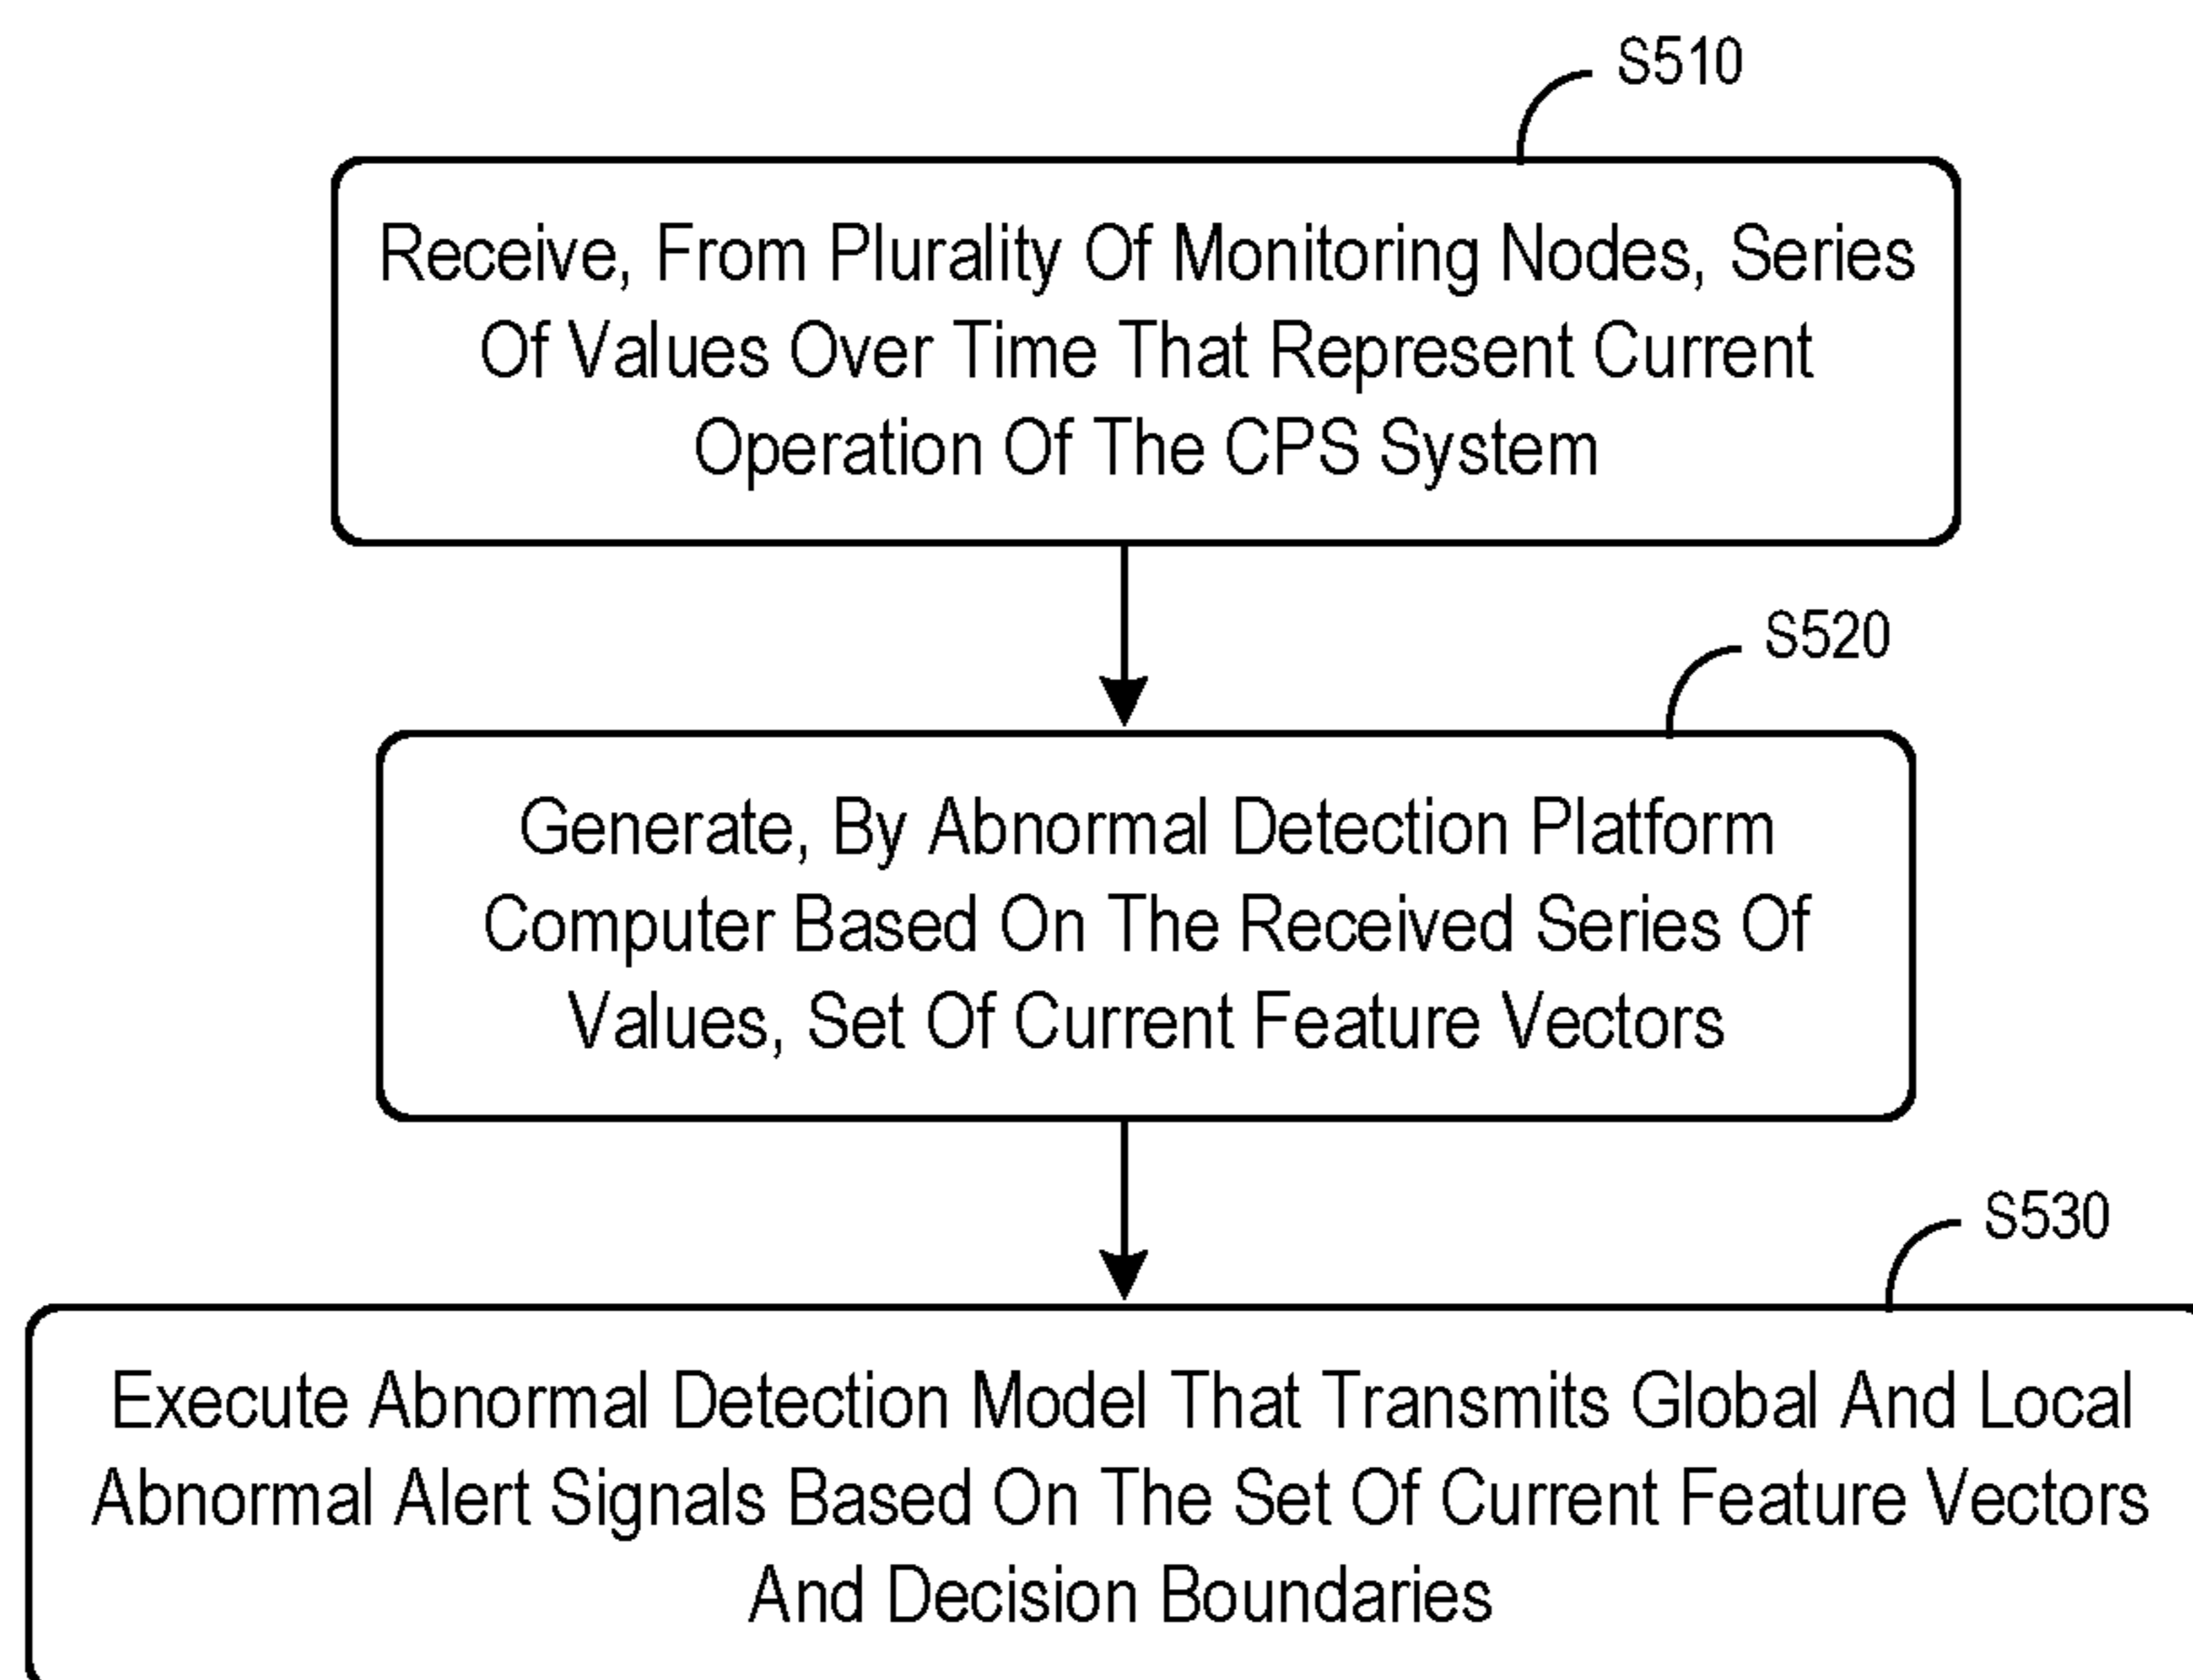 S510
Receive, From Plurality Of Monitoring Nodes, Series
Of Values Over Time That Represent Current
Operation Of The CPS System
S520
Generate, By Abnormal Detection Platform
Computer Based On The Received Series Of
Values, Set Of Current Feature Vectors
S530
Execute Abnormal Detection Model That Transmits Global And Local
Abnormal Alert Signals Based On The Set Of Current Feature Vectors
And Decision Boundaries